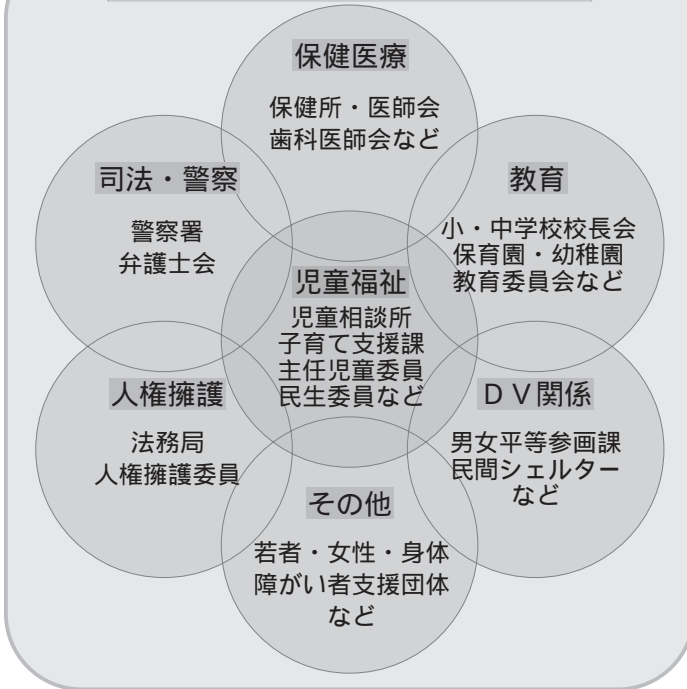 保健医療
保健所・医師会
歯科医師会など
司法・警察
警察署
弁護士会
教育
小・中学校校長会
保育園・幼稚園
教育委員会など
児童福祉
児童相談所
子育て支援課
主任児童委員
民生委員など
人権擁護
法務局
人権擁護委員
ＤＶ関係
男女平等参画課
民間シェルター
など
その他
若者・女性・身体
障がい者支援団体
など